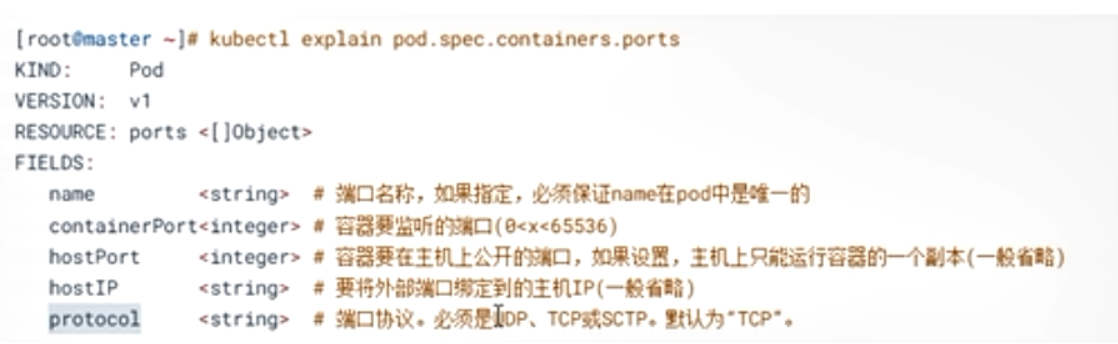 [root@master ~]# kubectl explain pod.spec.containers.ports
KIND:     Pod
VERSION:  v1
RESOURCE: ports <[]Object>
FIELDS:
   name         <string>  # 端口名称，如果指定，必须保证name在pod中是唯一的
   containerPort<integer> # 容器要监听的端口(0<x<65536)
   hostPort     <integer> # 容器要在主机上公开的端口，如果设置，主机上只能运行容器的一个副本(一般省略)
   hostIP       <string>  # 要将外部端口绑定到的主机IP(一般省略)
   protocol     <string>  # 端口协议。必须是UDP、TCP或SCTP。默认为“TCP”。